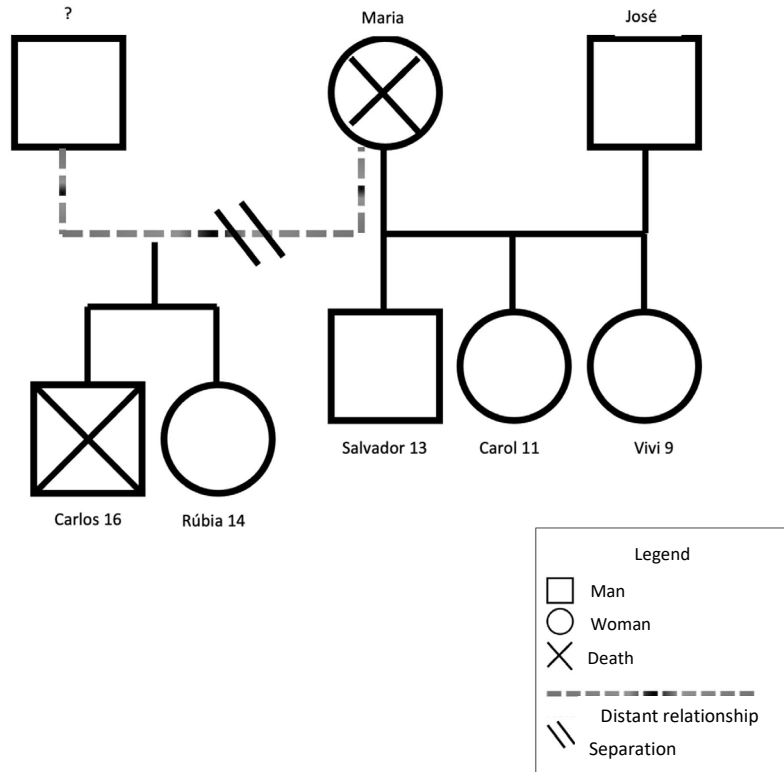 ?
Maria
José
Salvador 13
Carol 11
Vivi 9
Carlos 16
Rúbia 14
Legend
Man
Woman
Death
Distant relationship
Separation